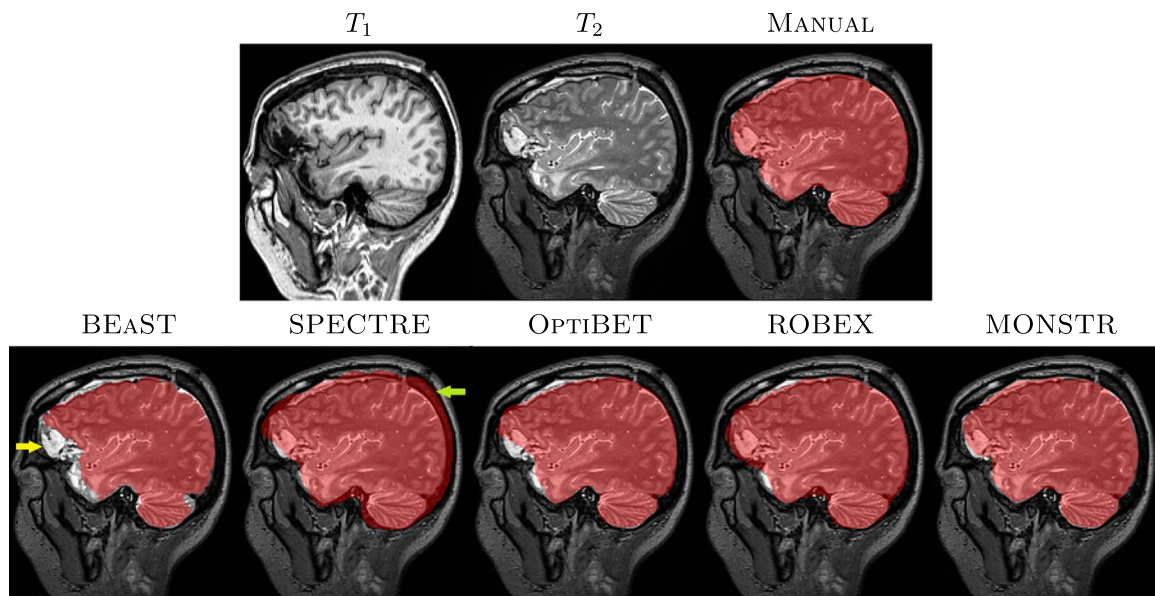 T₁ T₂ MANUAL
BEAST SPECTRE OPTIBET ROBEX MONSTR